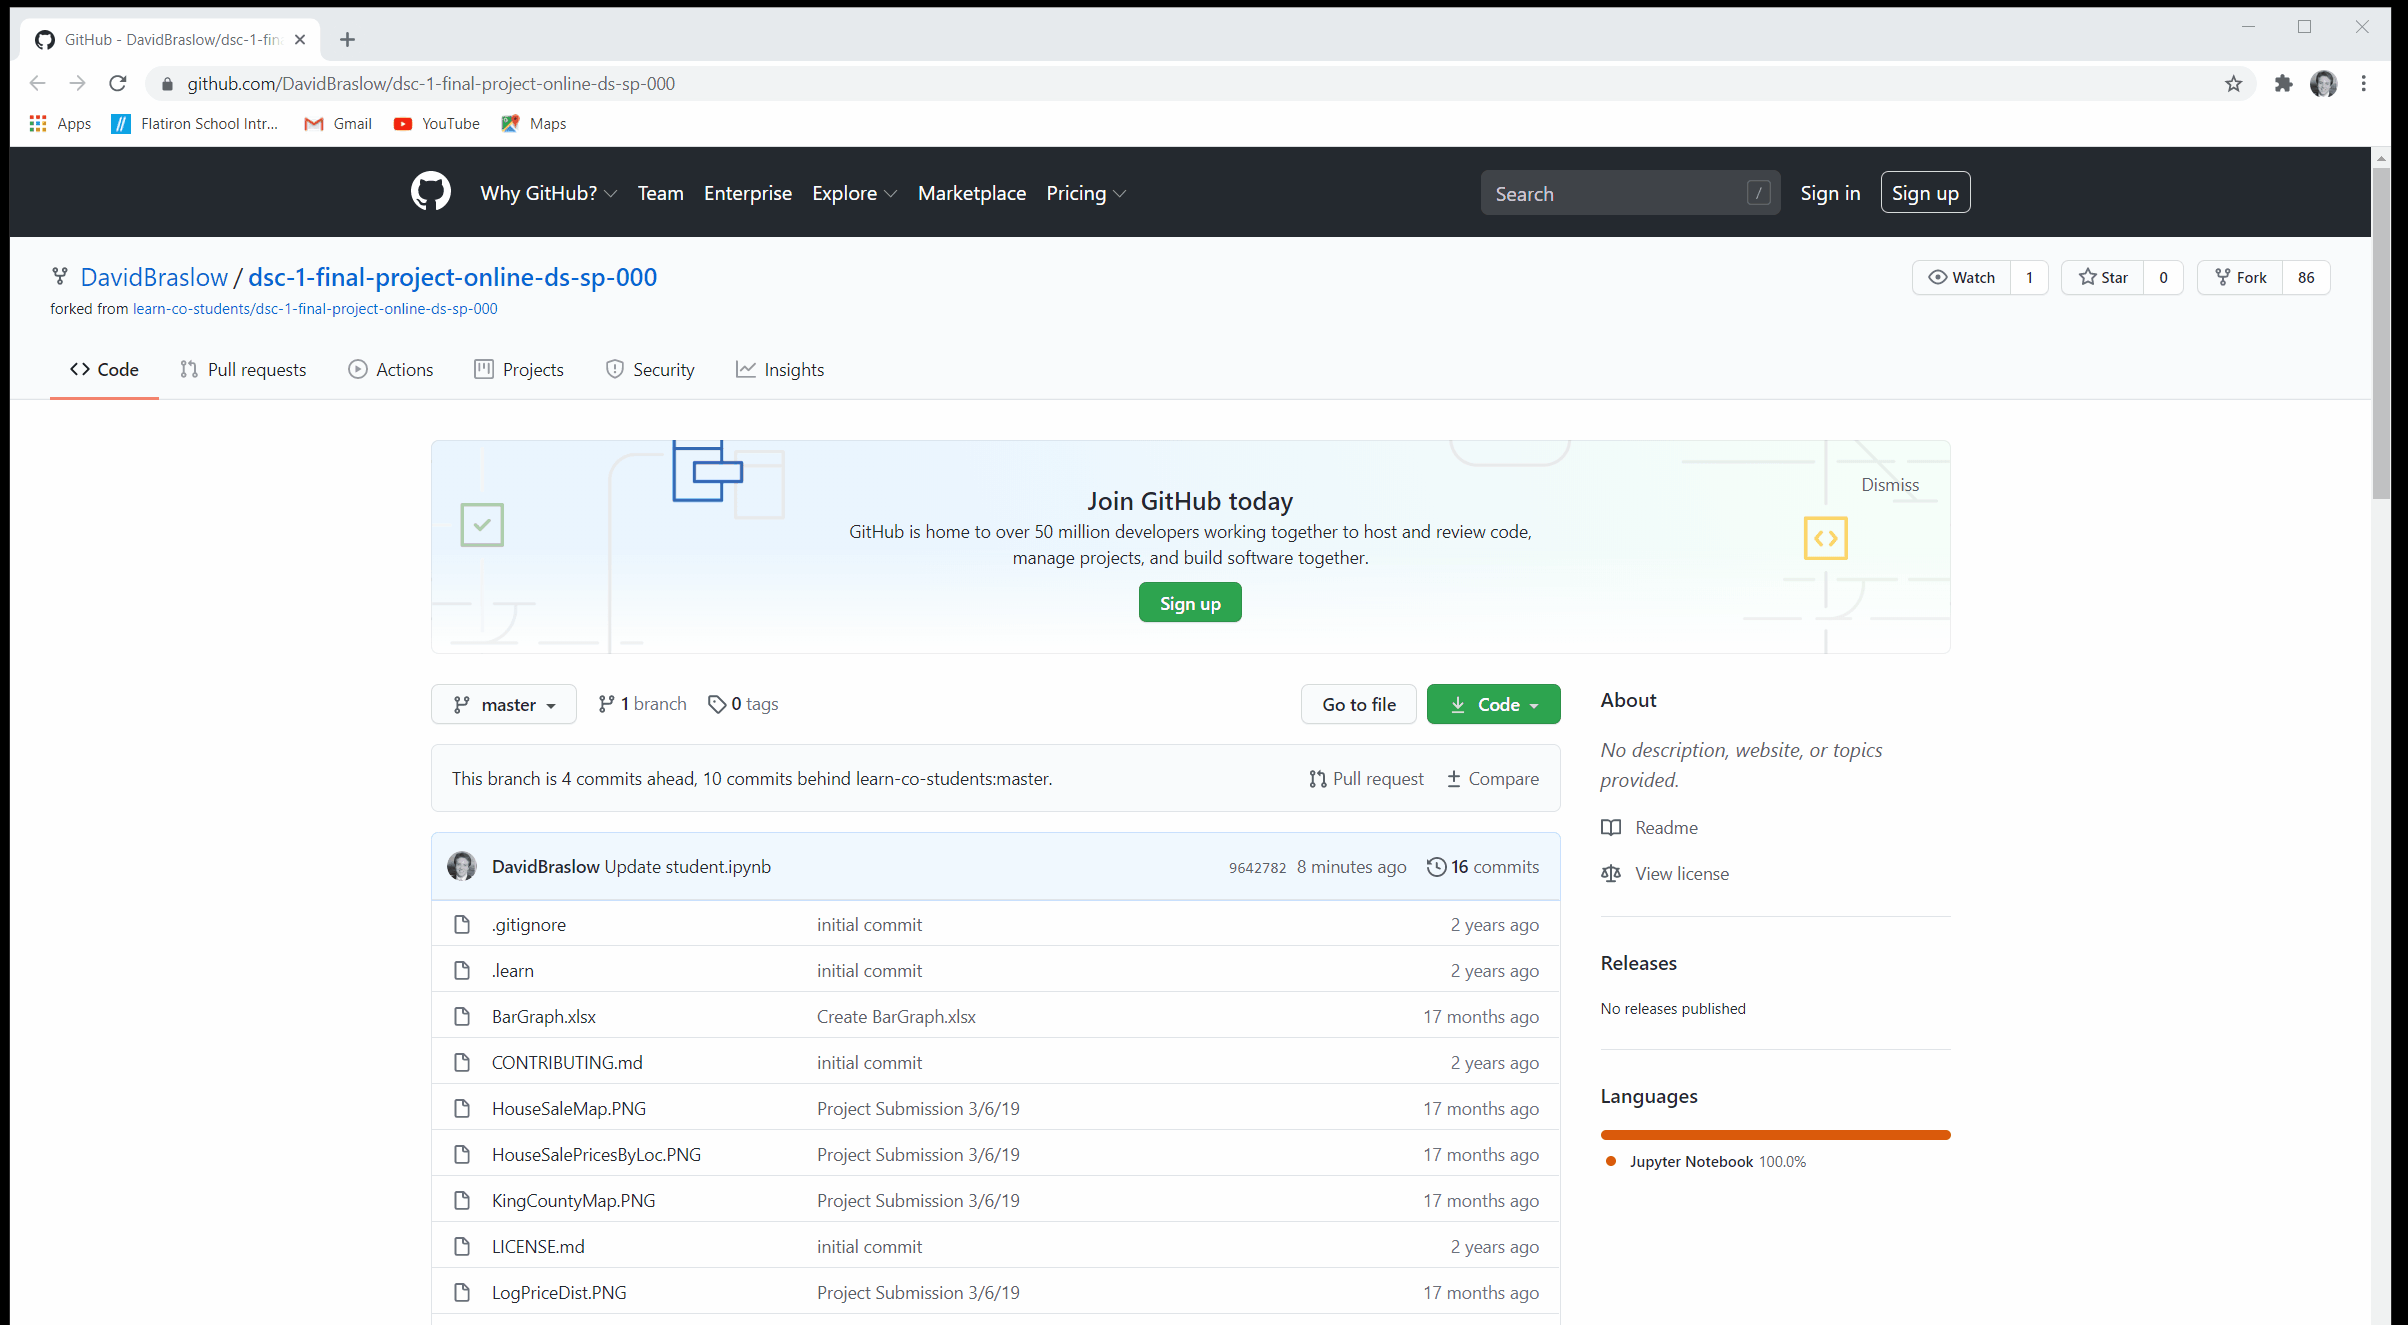 GitHub - DavidBraslow/dsc-1-fin
github.com/DavidBraslow/dsc-1-final-project-online-ds-sp-000
Apps Flatiron School Intr... Gmail YouTube Maps
Why GitHub? Team Enterprise Explore Marketplace Pricing Search / Sign in Sign up
DavidBraslow / dsc-1-final-project-online-ds-sp-000 Watch 1 Star 0 Fork 86
forked from learn-co-students/dsc-1-final-project-online-ds-sp-000
Code Pull requests Actions Projects Security Insights
Dismiss
Join GitHub today
GitHub is home to over 50 million developers working together to host and review code,
manage projects, and build software together.
Sign up
master 1 branch 0 tags Go to file Code
This branch is 4 commits ahead, 10 commits behind learn-co-students:master. Pull request Compare
DavidBraslow Update student.ipynb 9642782 8 minutes ago 16 commits
.gitignore initial commit 2 years ago
.learn initial commit 2 years ago
BarGraph.xlsx Create BarGraph.xlsx 17 months ago
CONTRIBUTING.md initial commit 2 years ago
HouseSaleMap.PNG Project Submission 3/6/19 17 months ago
HouseSalePricesByLoc.PNG Project Submission 3/6/19 17 months ago
KingCountyMap.PNG Project Submission 3/6/19 17 months ago
LICENSE.md initial commit 2 years ago
LogPriceDist.PNG Project Submission 3/6/19 17 months ago
About
No description, website, or topics
provided.
Readme
View license
Releases
No releases published
Languages
Jupyter Notebook 100.0%